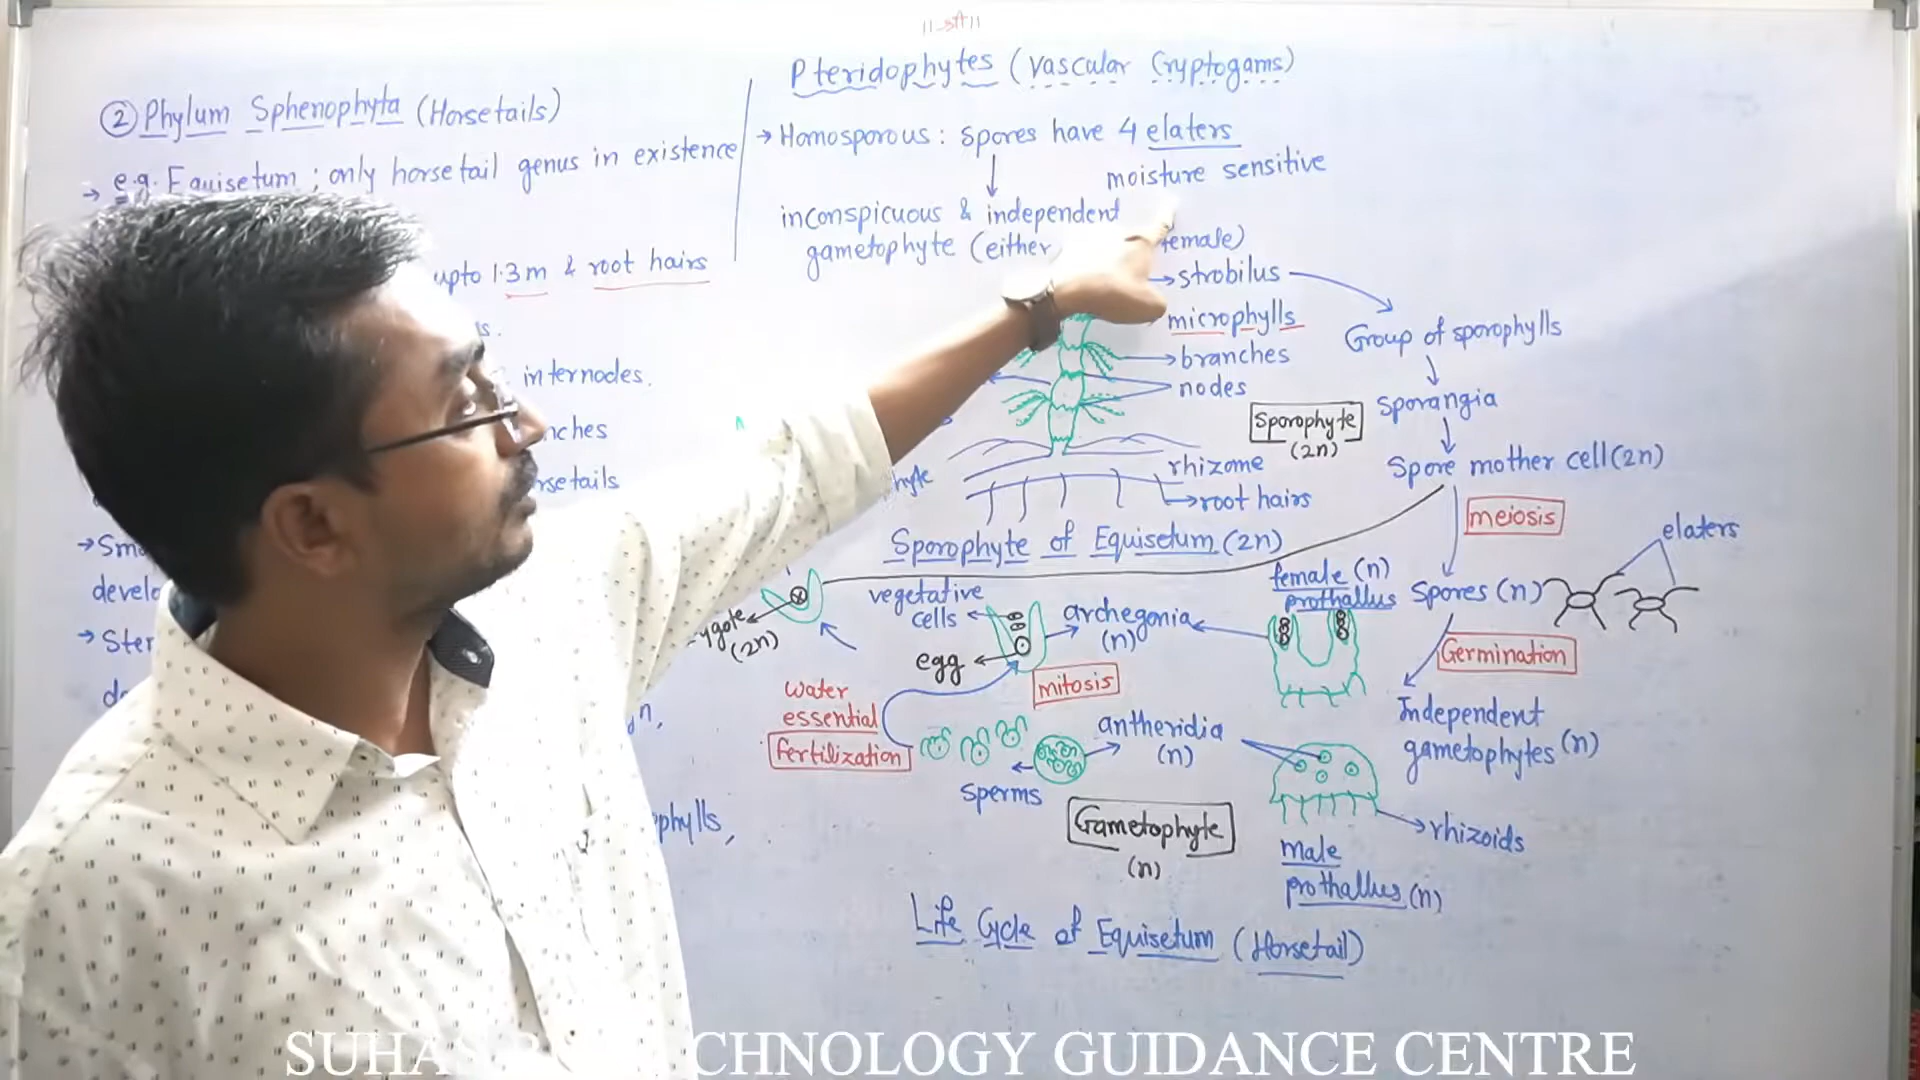 ॥श्री॥
Pteridophytes (Vascular Cryptogams)
② Phylum Sphenophyta (Horsetails)
→ e.g. Equisetum ; only horsetail genus in existence
upto 1.3 m & root hairs
internodes.
→ Homosporous : Spores have 4 elaters
moisture sensitive
inconspicuous & independent
gametophyte (either
female)
strobilus
microphylls
branches
nodes
rhizome
root hairs
Sporophyte
(2n)
Group of sporophylls
Sporangia
Spore mother cell (2n)
meiosis
elaters
Spores (n)
Germination
Independent
gametophytes (n)
Sporophyte of Equisetum (2n)
female (n)
prothallus
vegetative
cells
archegonia
(n)
egg
(2n)
mitosis
water
essential
fertilization
antheridia
(n)
sperms
Gametophyte
(n)
rhizoids
male
prothallus (n)
Life Cycle of Equisetum (Horsetail)
CHNOLOGY GUIDANCE CENTRE